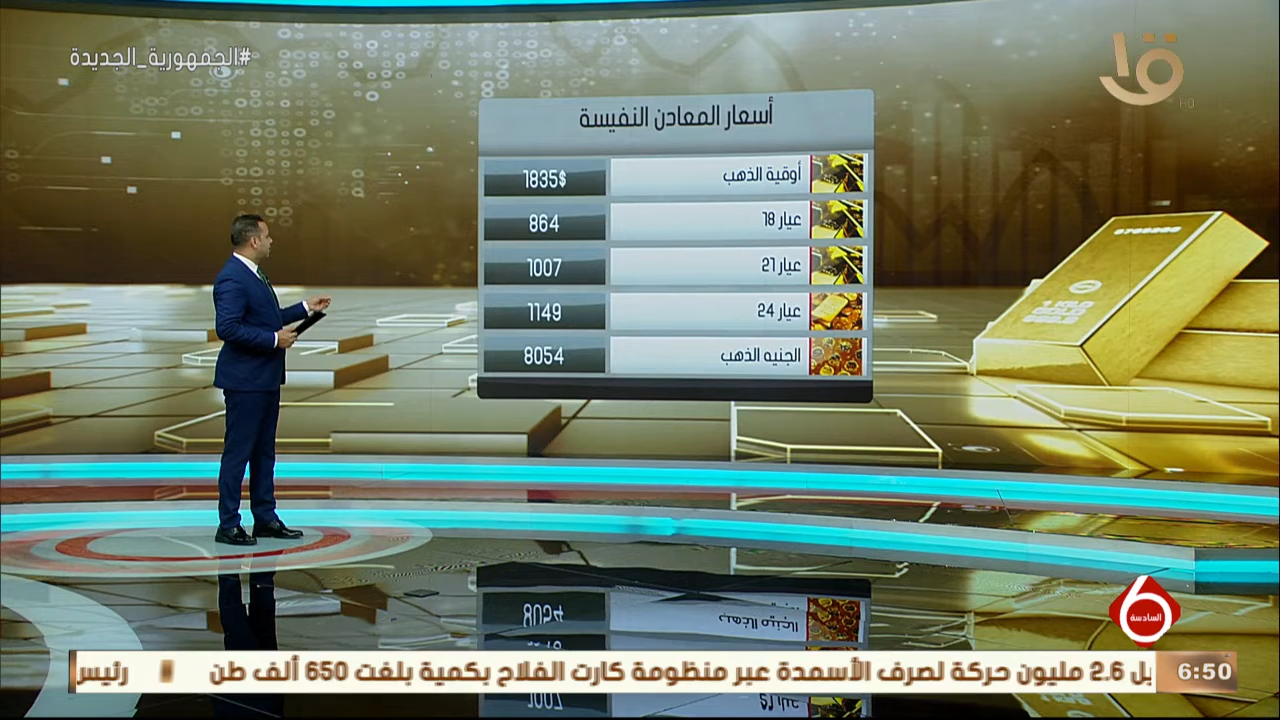 #الجمهورية_الجديدة
HD
أسعار المعادن النفيسة
أوقية الذهب 1835$
عيار 18 864
عيار 21 1007
عيار 24 1149
الجنيه الذهب 8054
6
السادسة
6:50
2.6 مليون حركة لصرف الأسمدة عبر منظومة كارت الفلاح بكمية بلغت 650 ألف طن رئيس